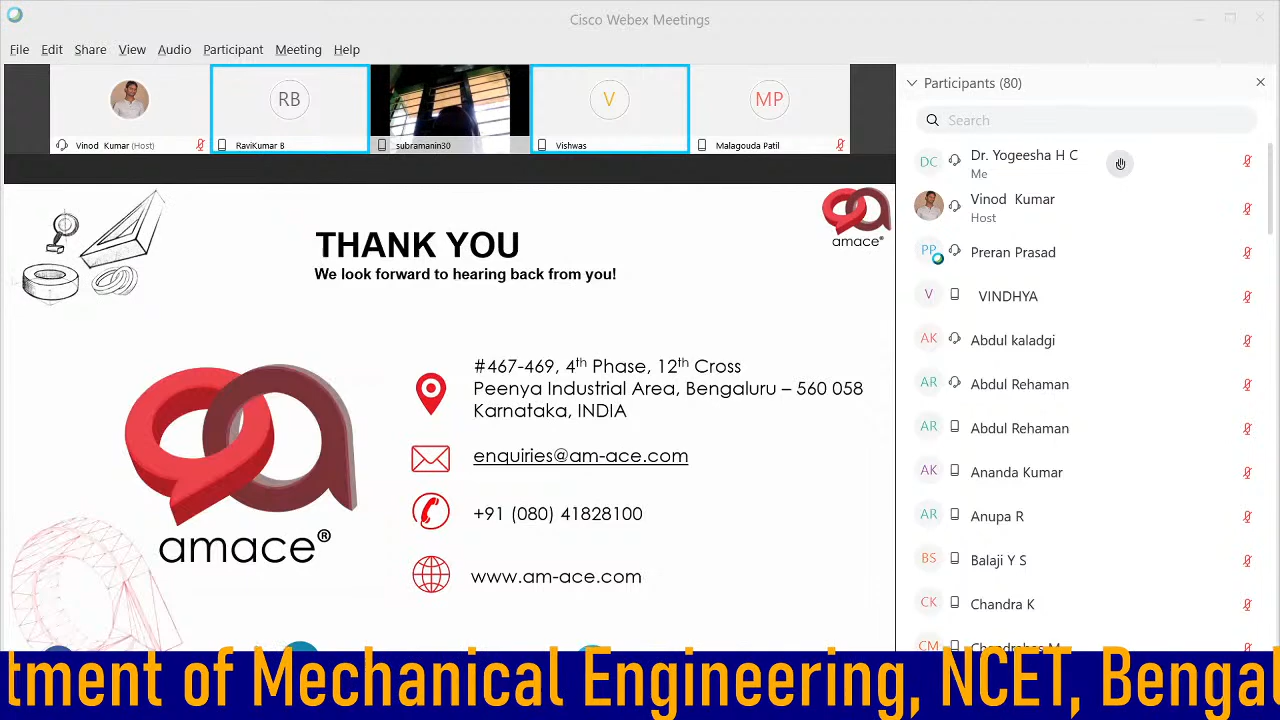 Cisco Webex Meetings
File Edit Share View Audio Participant Meeting Help
Vinod Kumar (Host)
RB
RaviKumar B
subramanin30
V
Vishwas
MP
Malagouda Patil
THANK YOU
We look forward to hearing back from you!
amace®
#467-469, 4th Phase, 12th Cross
Peenya Industrial Area, Bengaluru – 560 058
Karnataka, INDIA
enquiries@am-ace.com
+91 (080) 41828100
www.am-ace.com
amace®
Participants (80)
Search
DC Dr. Yogeesha H C
Me
Vinod Kumar
Host
PP Preran Prasad
V VINDHYA
AK Abdul kaladgi
AR Abdul Rehaman
AR Abdul Rehaman
AK Ananda Kumar
AR Anupa R
BS Balaji Y S
CK Chandra K
CM
tment of Mechanical Engineering, NCET, Bengal